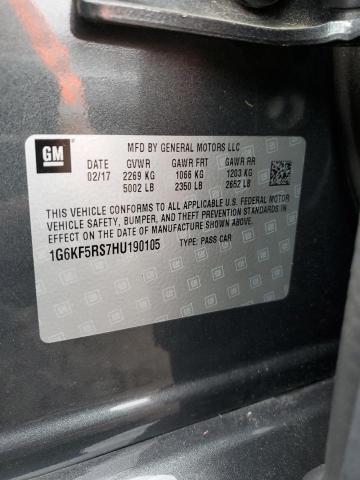 GM
MFD BY GENERAL MOTORS LLC
DATE GVWR GAWR FRT GAWR RR
02/17 2269 KG 1066 KG 1203 KG
5002 LB 2350 LB 2652 LB
THIS VEHICLE CONFORMS TO ALL APPLICABLE U.S. FEDERAL MOTOR
VEHICLE SAFETY, BUMPER, AND THEFT PREVENTION STANDARDS IN
EFFECT ON THE DATE OF MANUFACTURE SHOWN ABOVE.
1G6KF5RS7HU190105 TYPE: PASS CAR